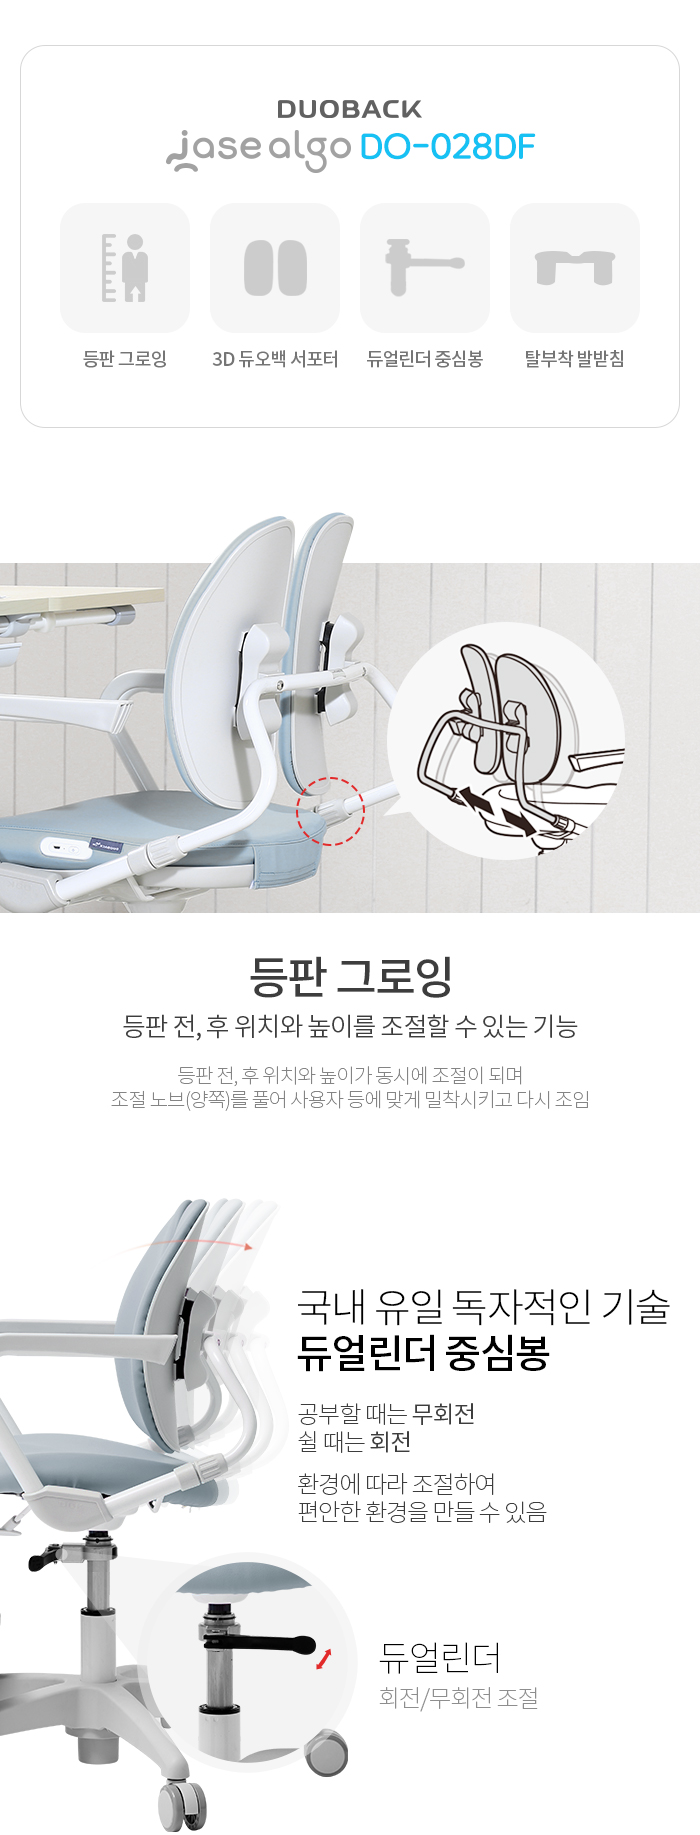 DUOBACK
jase algo DO-028DF
등판 그로잉
3D 듀오백 서포터
듀얼린더 중심봉
탈부착 발받침
등판 그로잉
등판 전, 후 위치와 높이를 조절할 수 있는 기능
등판 전, 후 위치와 높이가 동시에 조절이 되며
조절 노브(양쪽)를 풀어 사용자 등에 맞게 밀착시키고 다시 조임
국내 유일 독자적인 기술
듀얼린더 중심봉
공부할 때는 무회전
쉴 때는 회전
환경에 따라 조절하여
편안한 환경을 만들 수 있음
듀얼린더
회전/무회전 조절